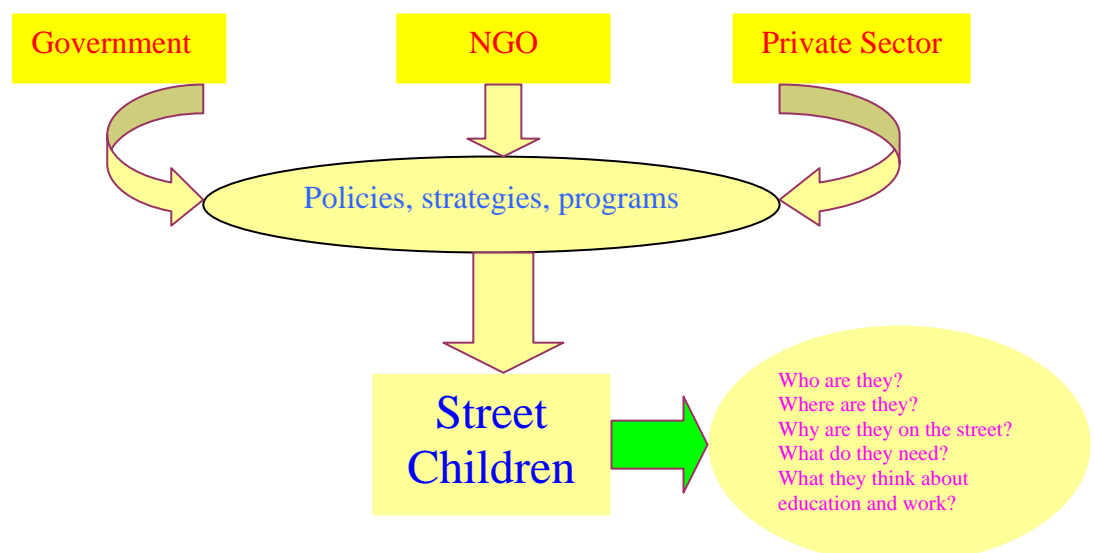 Government
NGO
Private Sector
Policies, strategies, programs
Street
Children
Who are they?
Where are they?
Why are they on the street?
What do they need?
What they think about
education and work?